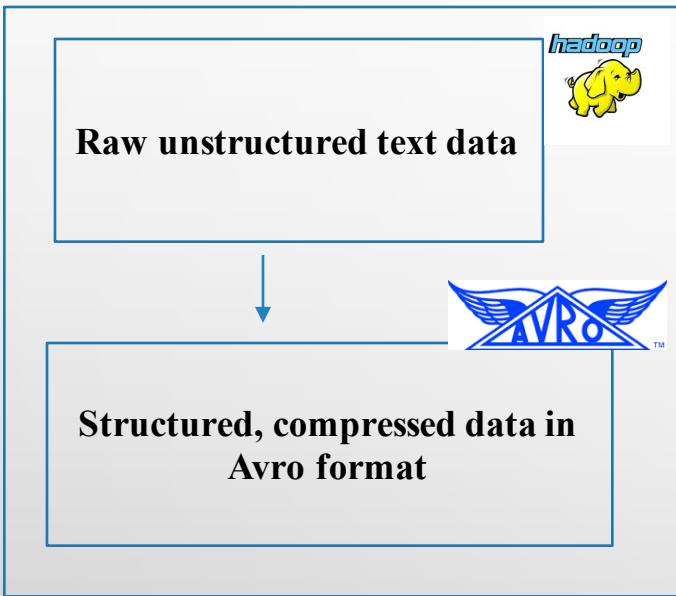 hadoop
Raw unstructured text data
AVRO
TM
Structured, compressed data in
Avro format